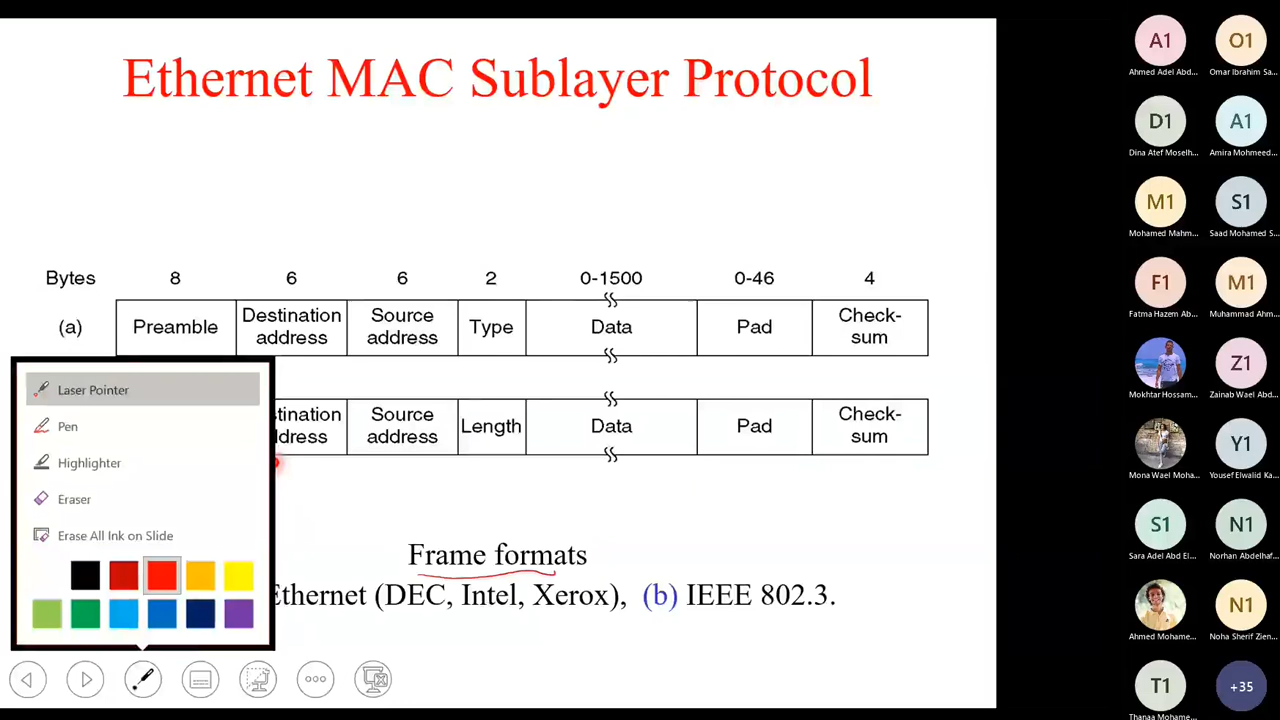 Ethernet MAC Sublayer Protocol
Bytes 8 6 6 2 0-1500 0-46 4
(a) Preamble Destination address Source address Type Data Pad Check-sum
Source address Length Data Pad Check-sum
Laser Pointer
Pen
Highlighter
Eraser
Erase All Ink on Slide
Frame formats
Ethernet (DEC, Intel, Xerox), (b) IEEE 802.3.
A1 O1
Ahmed Adel Abd... Omar Ibrahim Sa...
D1 A1
Dina Atef Moselh... Amira Mohmeed...
M1 S1
Mohamed Mahm... Saad Mohamed S...
F1 M1
Fatma Hazem Ab... Muhammad Ahm...
Z1
Mokhtar Hossam... Zainab Wael Abd...
Y1
Mona Wael Moha... Yousef Elwalid Ka...
S1 N1
Sara Adel Abd El... Norhan Abdelhaf...
N1
Ahmed Mohame... Noha Sherif Zien...
T1 +35
Thanaa Mohame...